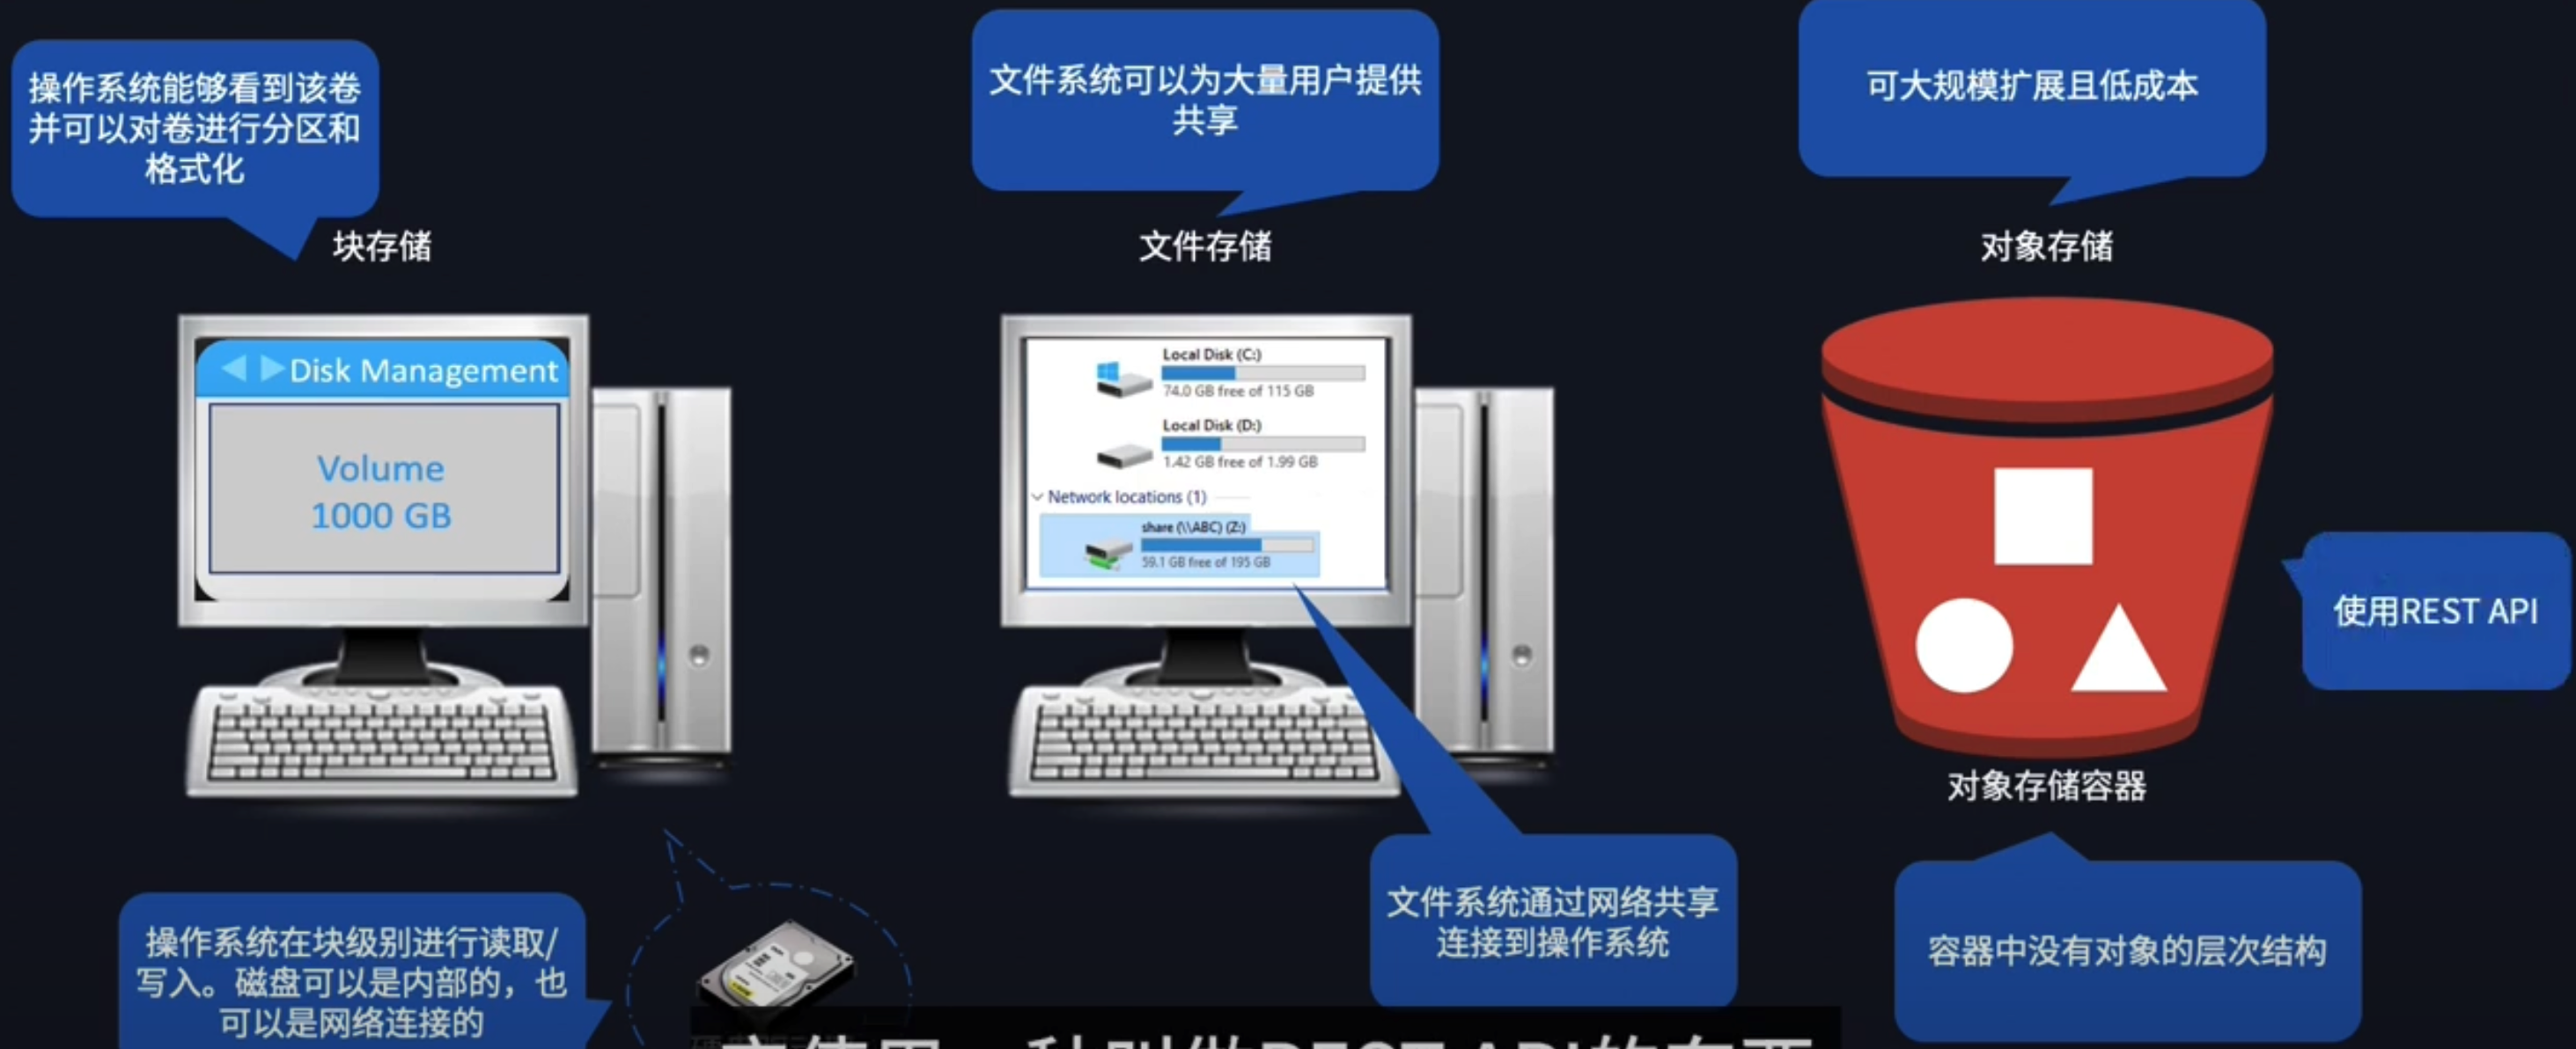 操作系统能够看到该卷
并可以对卷进行分区和
格式化
块存储
Disk Management
Volume
1000 GB
操作系统在块级别进行读取/
写入。磁盘可以是内部的，也
可以是网络连接的
文件系统可以为大量用户提供
共享
文件存储
Local Disk (C:)
74.0 GB free of 115 GB
Local Disk (D:)
1.42 GB free of 1.99 GB
Network locations (1)
share (\\ABC) (Z:)
59.1 GB free of 195 GB
文件系统通过网络共享
连接到操作系统
可大规模扩展且低成本
对象存储
使用REST API
对象存储容器
容器中没有对象的层次结构